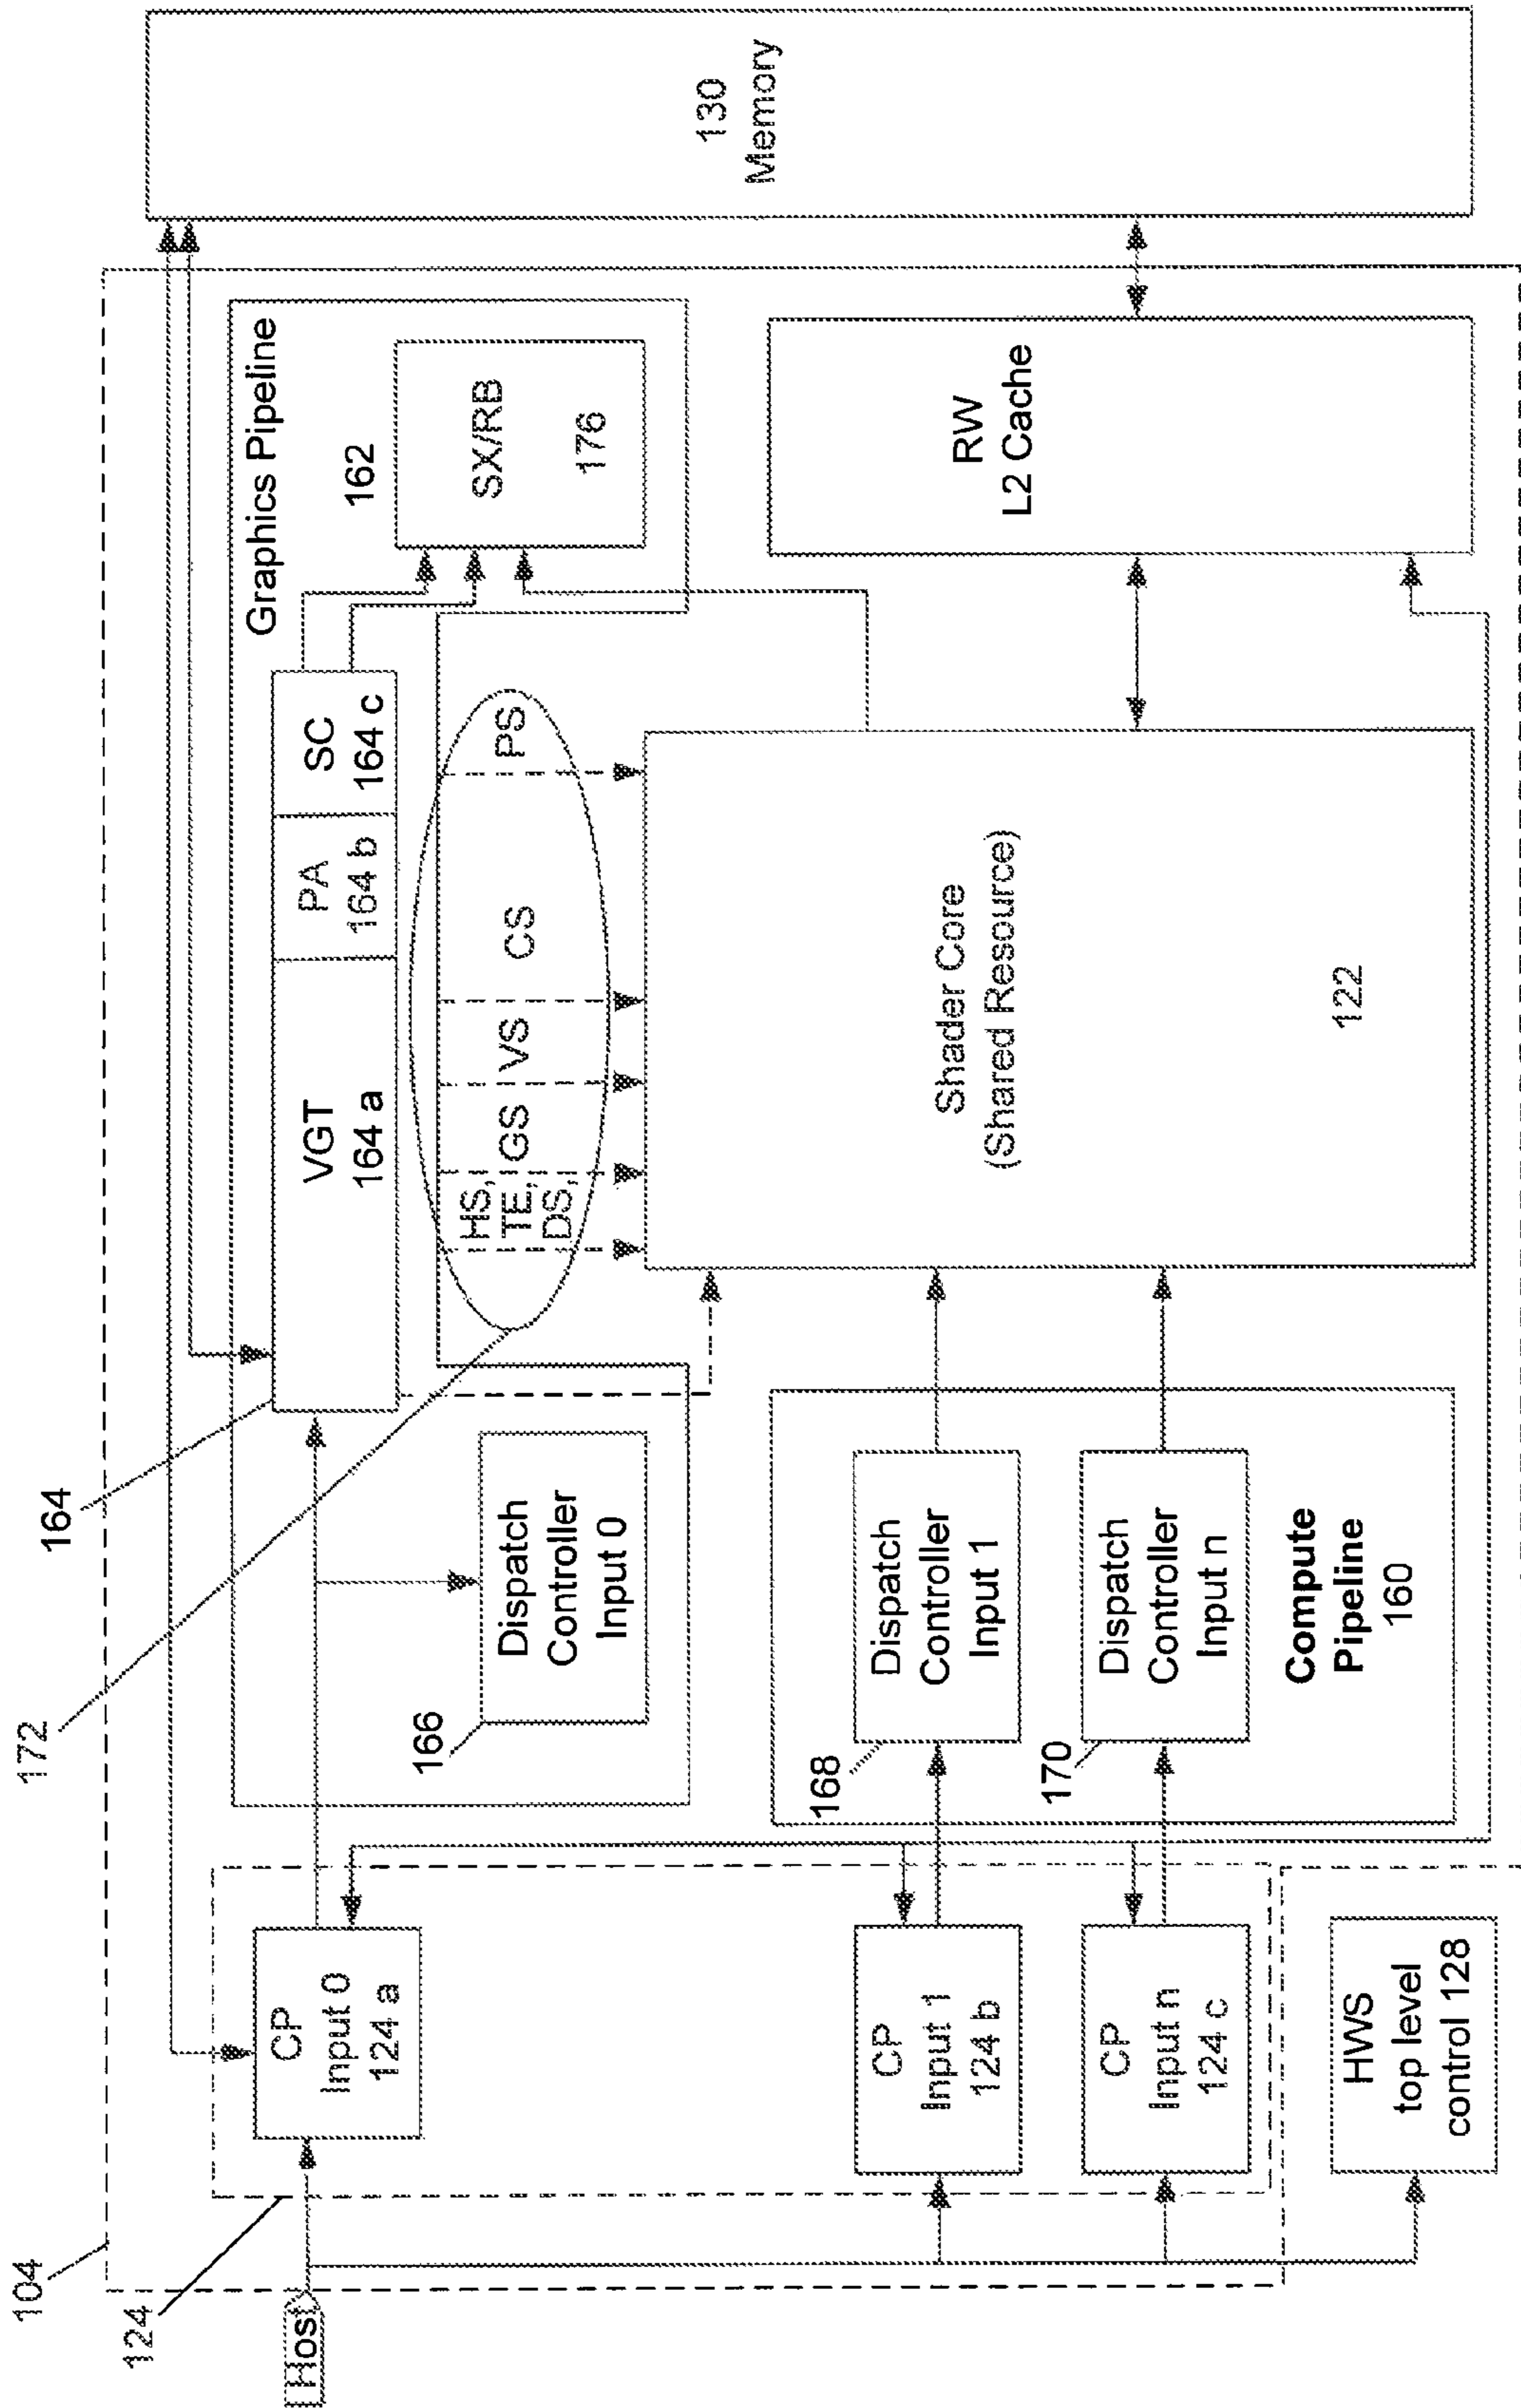 104
124
Host
172
164
CP
Input 0
124 a
Graphics Pipeline
162
VGT
164 a
PA
164 b
SC
164 c
SX/RB
176
166
Dispatch
Controller
Input 0
HS,
TE,
DS,
GS
VS
CS
PS
130
Memory
CP
Input 1
124 b
168
Dispatch
Controller
Input 1
Shader Core
(Shared Resource)
122
RW
L2 Cache
CP
Input n
124 c
170
Dispatch
Controller
Input n
Compute
Pipeline
160
HWS
top level
control 128